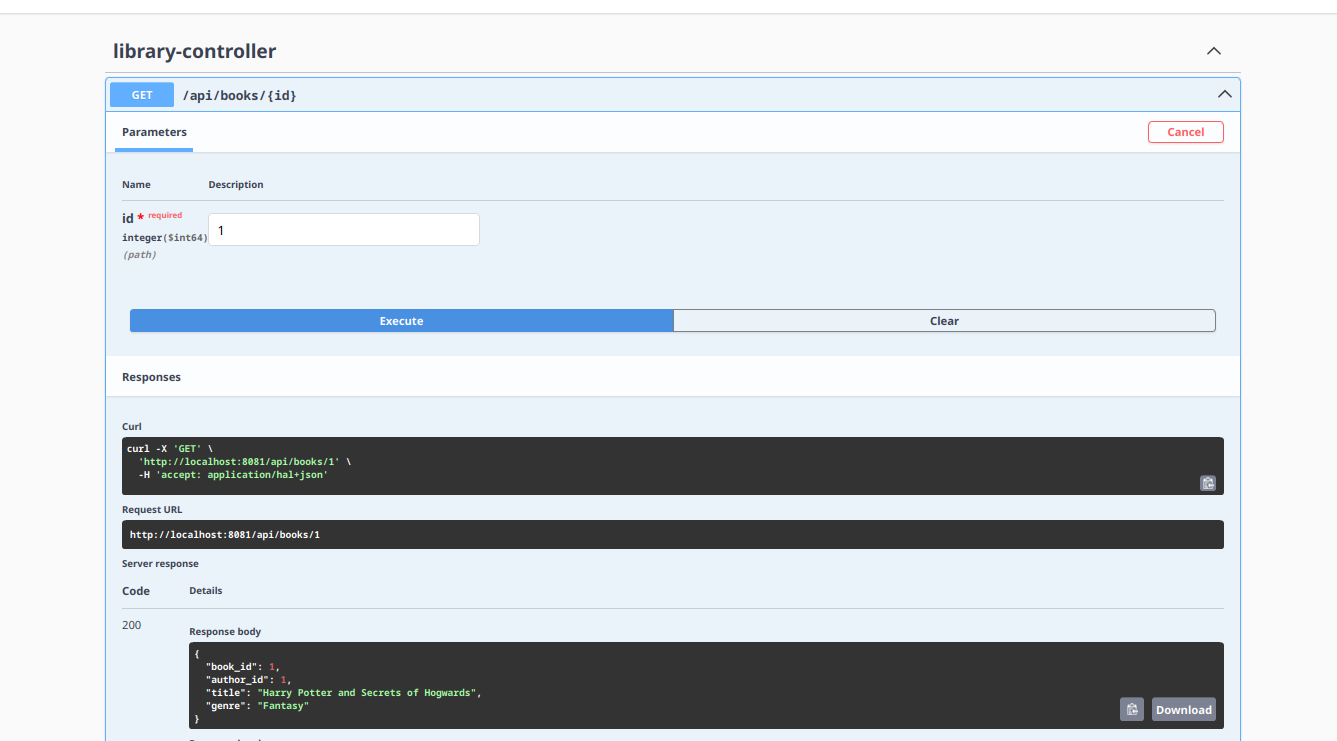 library-controller
GET /api/books/{id}
Parameters
Cancel
Name Description
id * required
integer($int64)
(path)
1
Execute Clear
Responses
Curl
curl -X 'GET' \
  'http://localhost:8081/api/books/1' \
  -H 'accept: application/hal+json'
Request URL
http://localhost:8081/api/books/1
Server response
Code Details
200
Response body
{
  "book_id": 1,
  "author_id": 1,
  "title": "Harry Potter and Secrets of Hogwards",
  "genre": "Fantasy"
}
Download